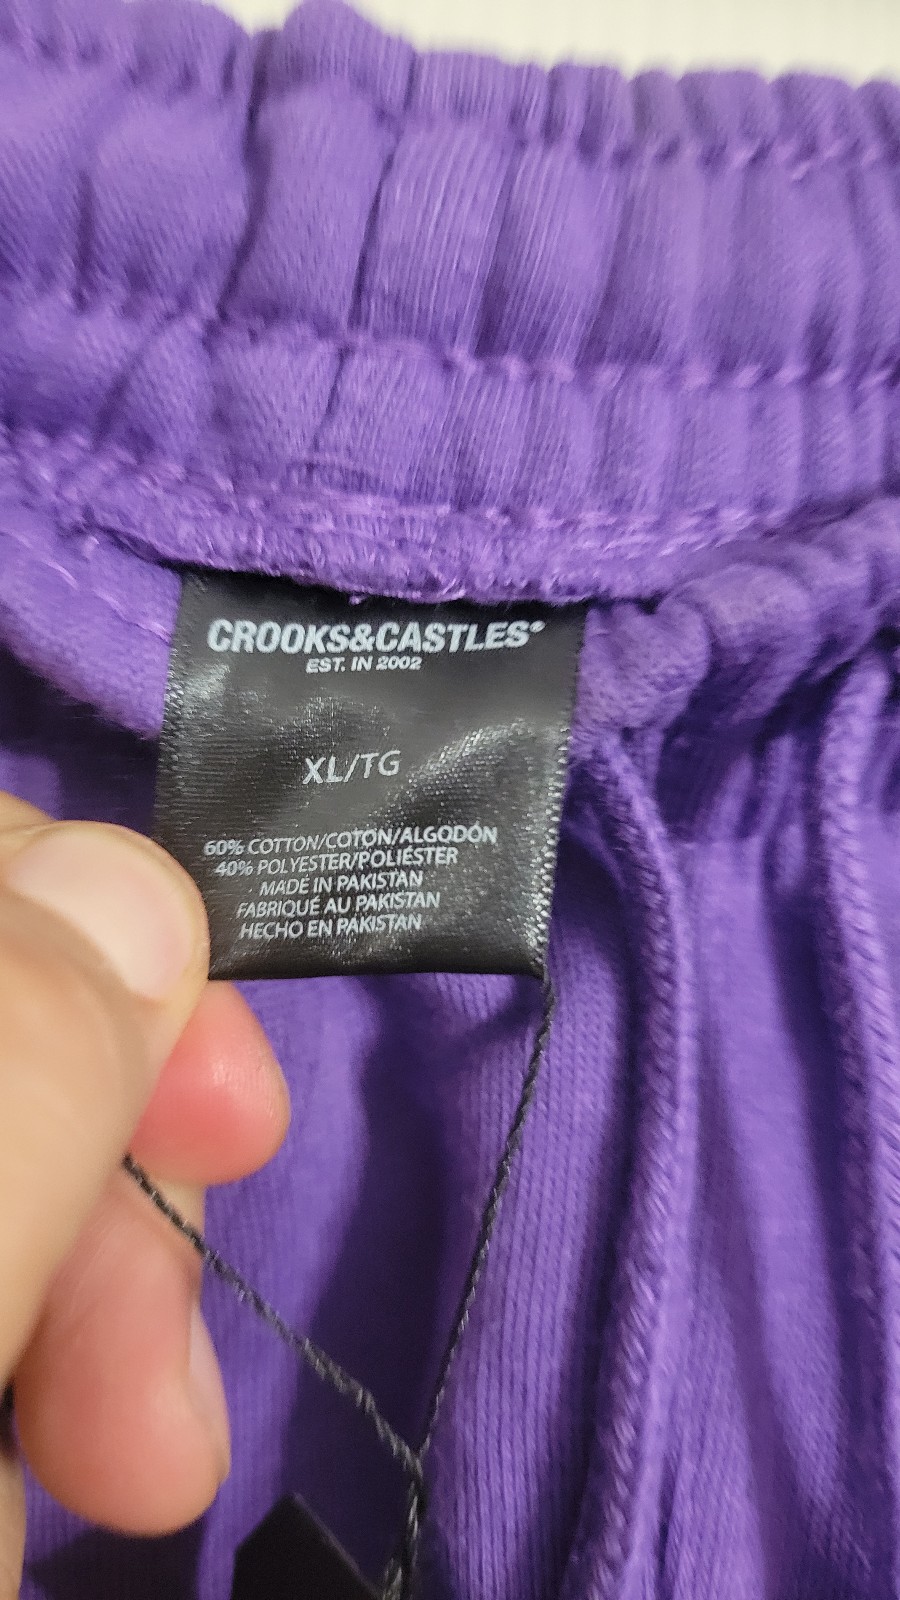 CROOKS&CASTLES®
EST. IN 2002
XL/TG
60% COTTON/COTON/ALGODÓN
40% POLYESTER/POLIÉSTER
MADE IN PAKISTAN
FABRIQUÉ AU PAKISTAN
HECHO EN PAKISTAN